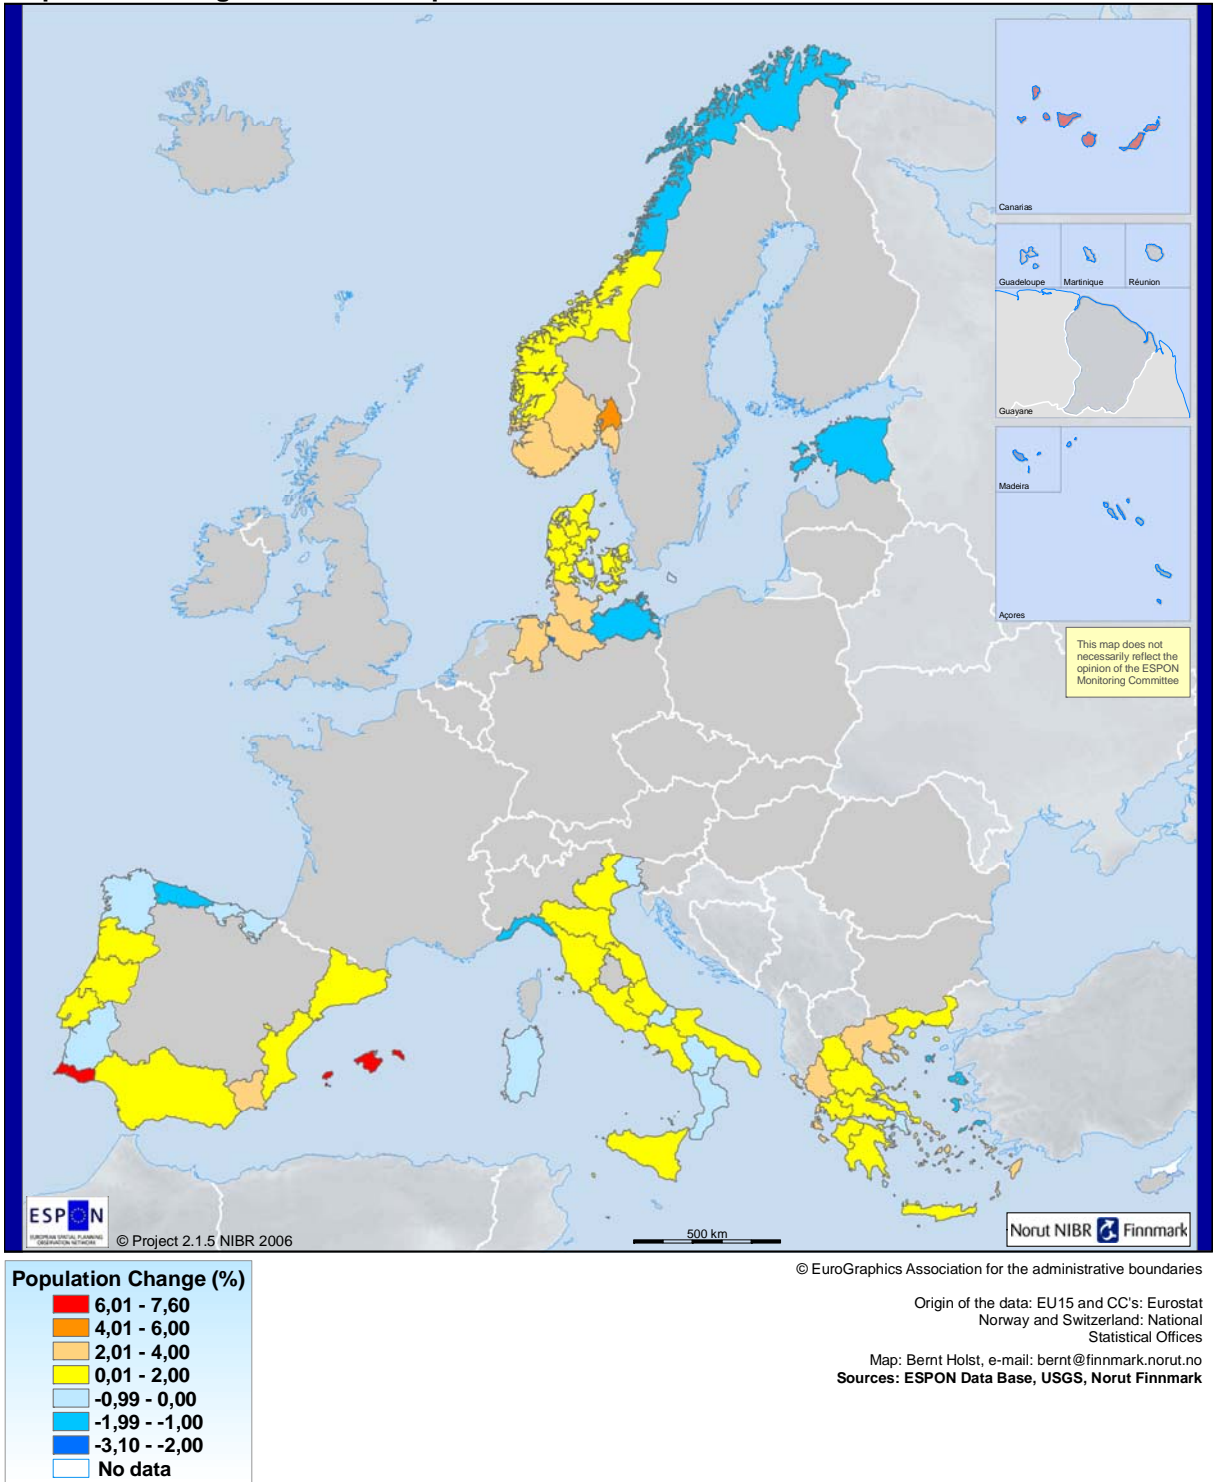 Canarias
Guadeloupe
Martinique
Réunion
Guayane
Madeira
Açores
This map does not
necessarily reflect the
opinion of the ESPON
Monitoring Committee
ESPON
EUROPEAN SPATIAL PLANNING
OBSERVATION NETWORK
© Project 2.1.5 NIBR 2006
500 km
Norut NIBR Finnmark
Population Change (%)
6,01 - 7,60
4,01 - 6,00
2,01 - 4,00
0,01 - 2,00
-0,99 - 0,00
-1,99 - -1,00
-3,10 - -2,00
No data
© EuroGraphics Association for the administrative boundaries
Origin of the data: EU15 and CC's: Eurostat
Norway and Switzerland: National
Statistical Offices
Map: Bernt Holst, e-mail: bernt@finnmark.norut.no
Sources: ESPON Data Base, USGS, Norut Finnmark